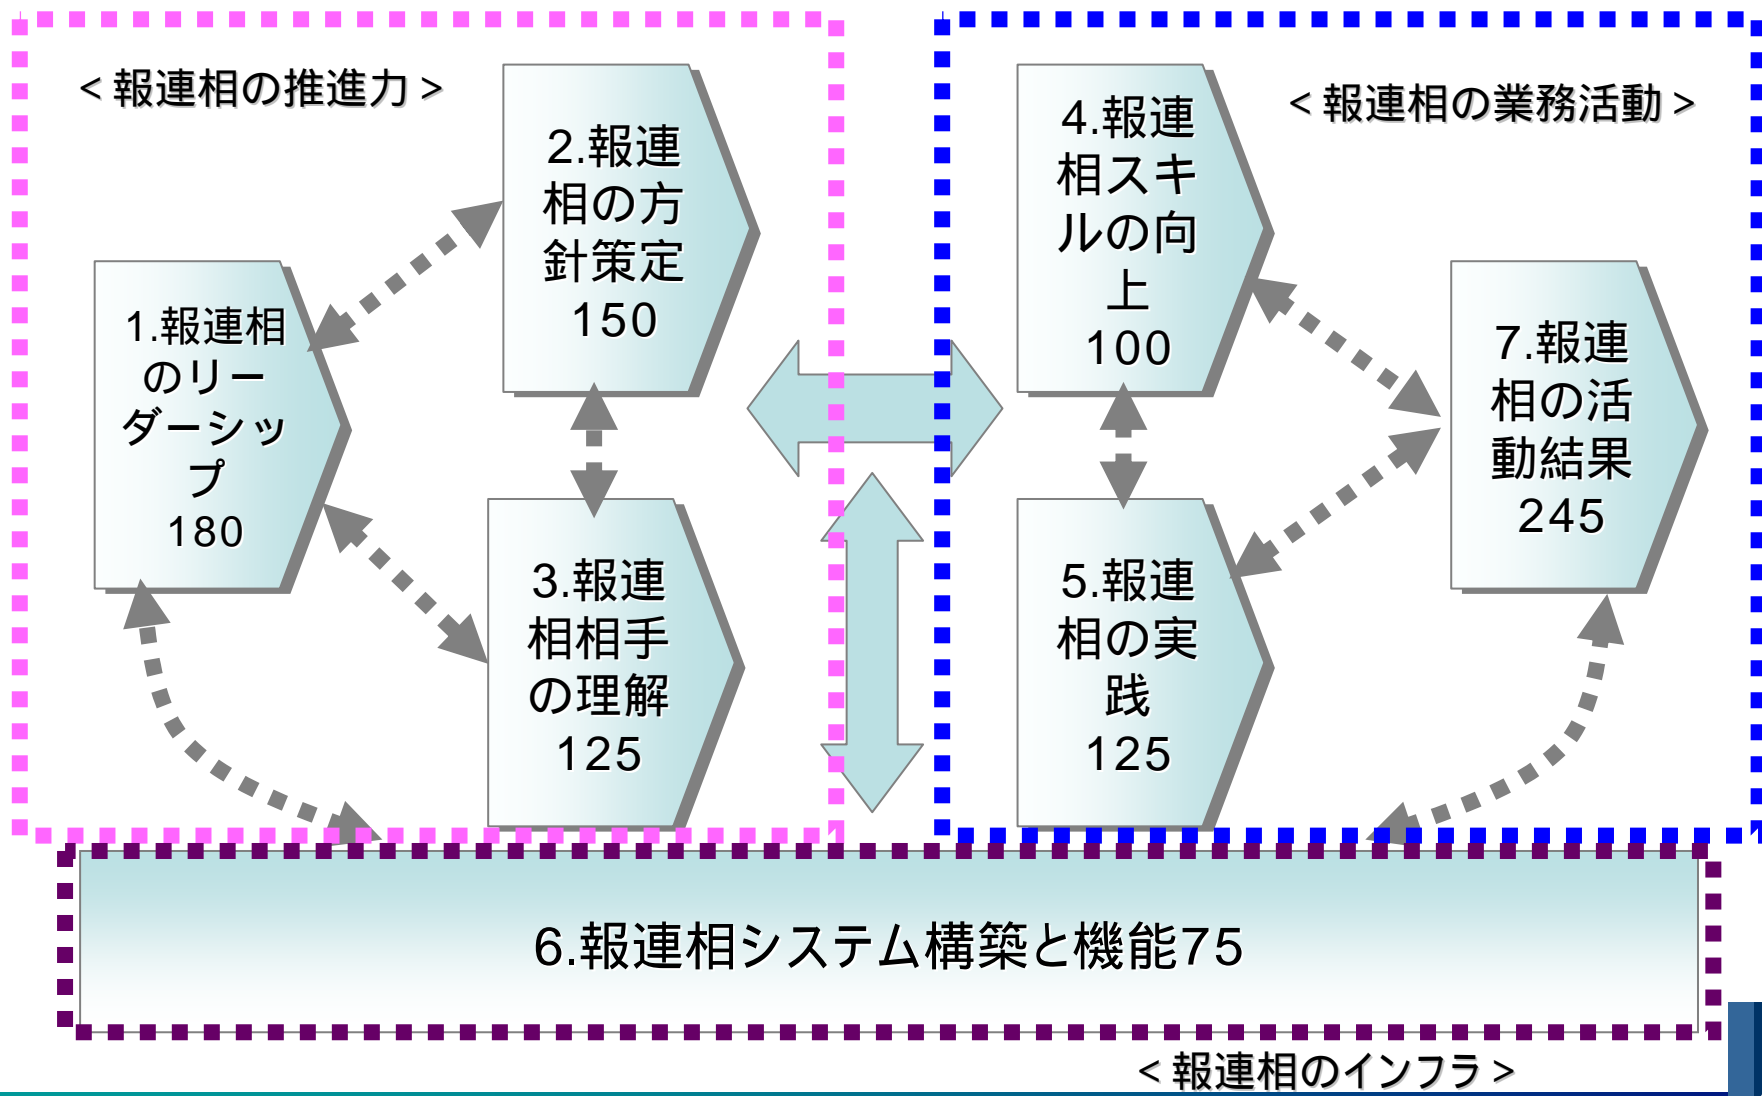 <報連相の推進力>
1.報連相
のリー
ダーシッ
プ
180
2.報連
相の方
針策定
150
3.報連
相相手
の理解
125
<報連相の業務活動>
4.報連
相スキ
ルの向
上
100
5.報連
相の実
践
125
7.報連
相の活
動結果
245
6.報連相システム構築と機能75
<報連相のインフラ>